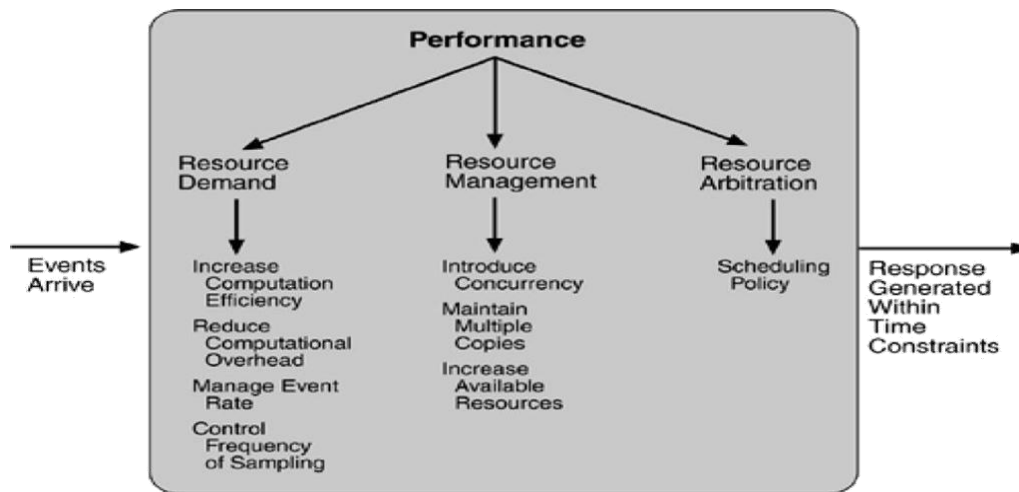 Performance
Resource
Demand
Resource
Management
Resource
Arbitration
Events
Arrive
Increase
Computation
Efficiency
Reduce
Computational
Overhead
Manage Event
Rate
Control
Frequency
of Sampling
Introduce
Concurrency
Maintain
Multiple
Copies
Increase
Available
Resources
Scheduling
Policy
Response
Generated
Within
Time
Constraints